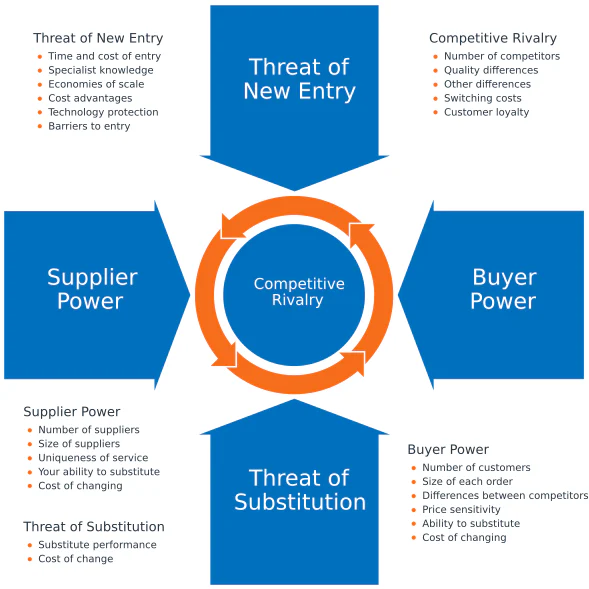 Threat of New Entry
Time and cost of entry
Specialist knowledge
Economies of scale
Cost advantages
Technology protection
Barriers to entry
Threat of
New Entry
Competitive Rivalry
Number of competitors
Quality differences
Other differences
Switching costs
Customer loyalty
Supplier
Power
Competitive
Rivalry
Buyer
Power
Supplier Power
Number of suppliers
Size of suppliers
Uniqueness of service
Your ability to substitute
Cost of changing
Threat of Substitution
Substitute performance
Cost of change
Threat of
Substitution
Buyer Power
Number of customers
Size of each order
Differences between competitors
Price sensitivity
Ability to substitute
Cost of changing